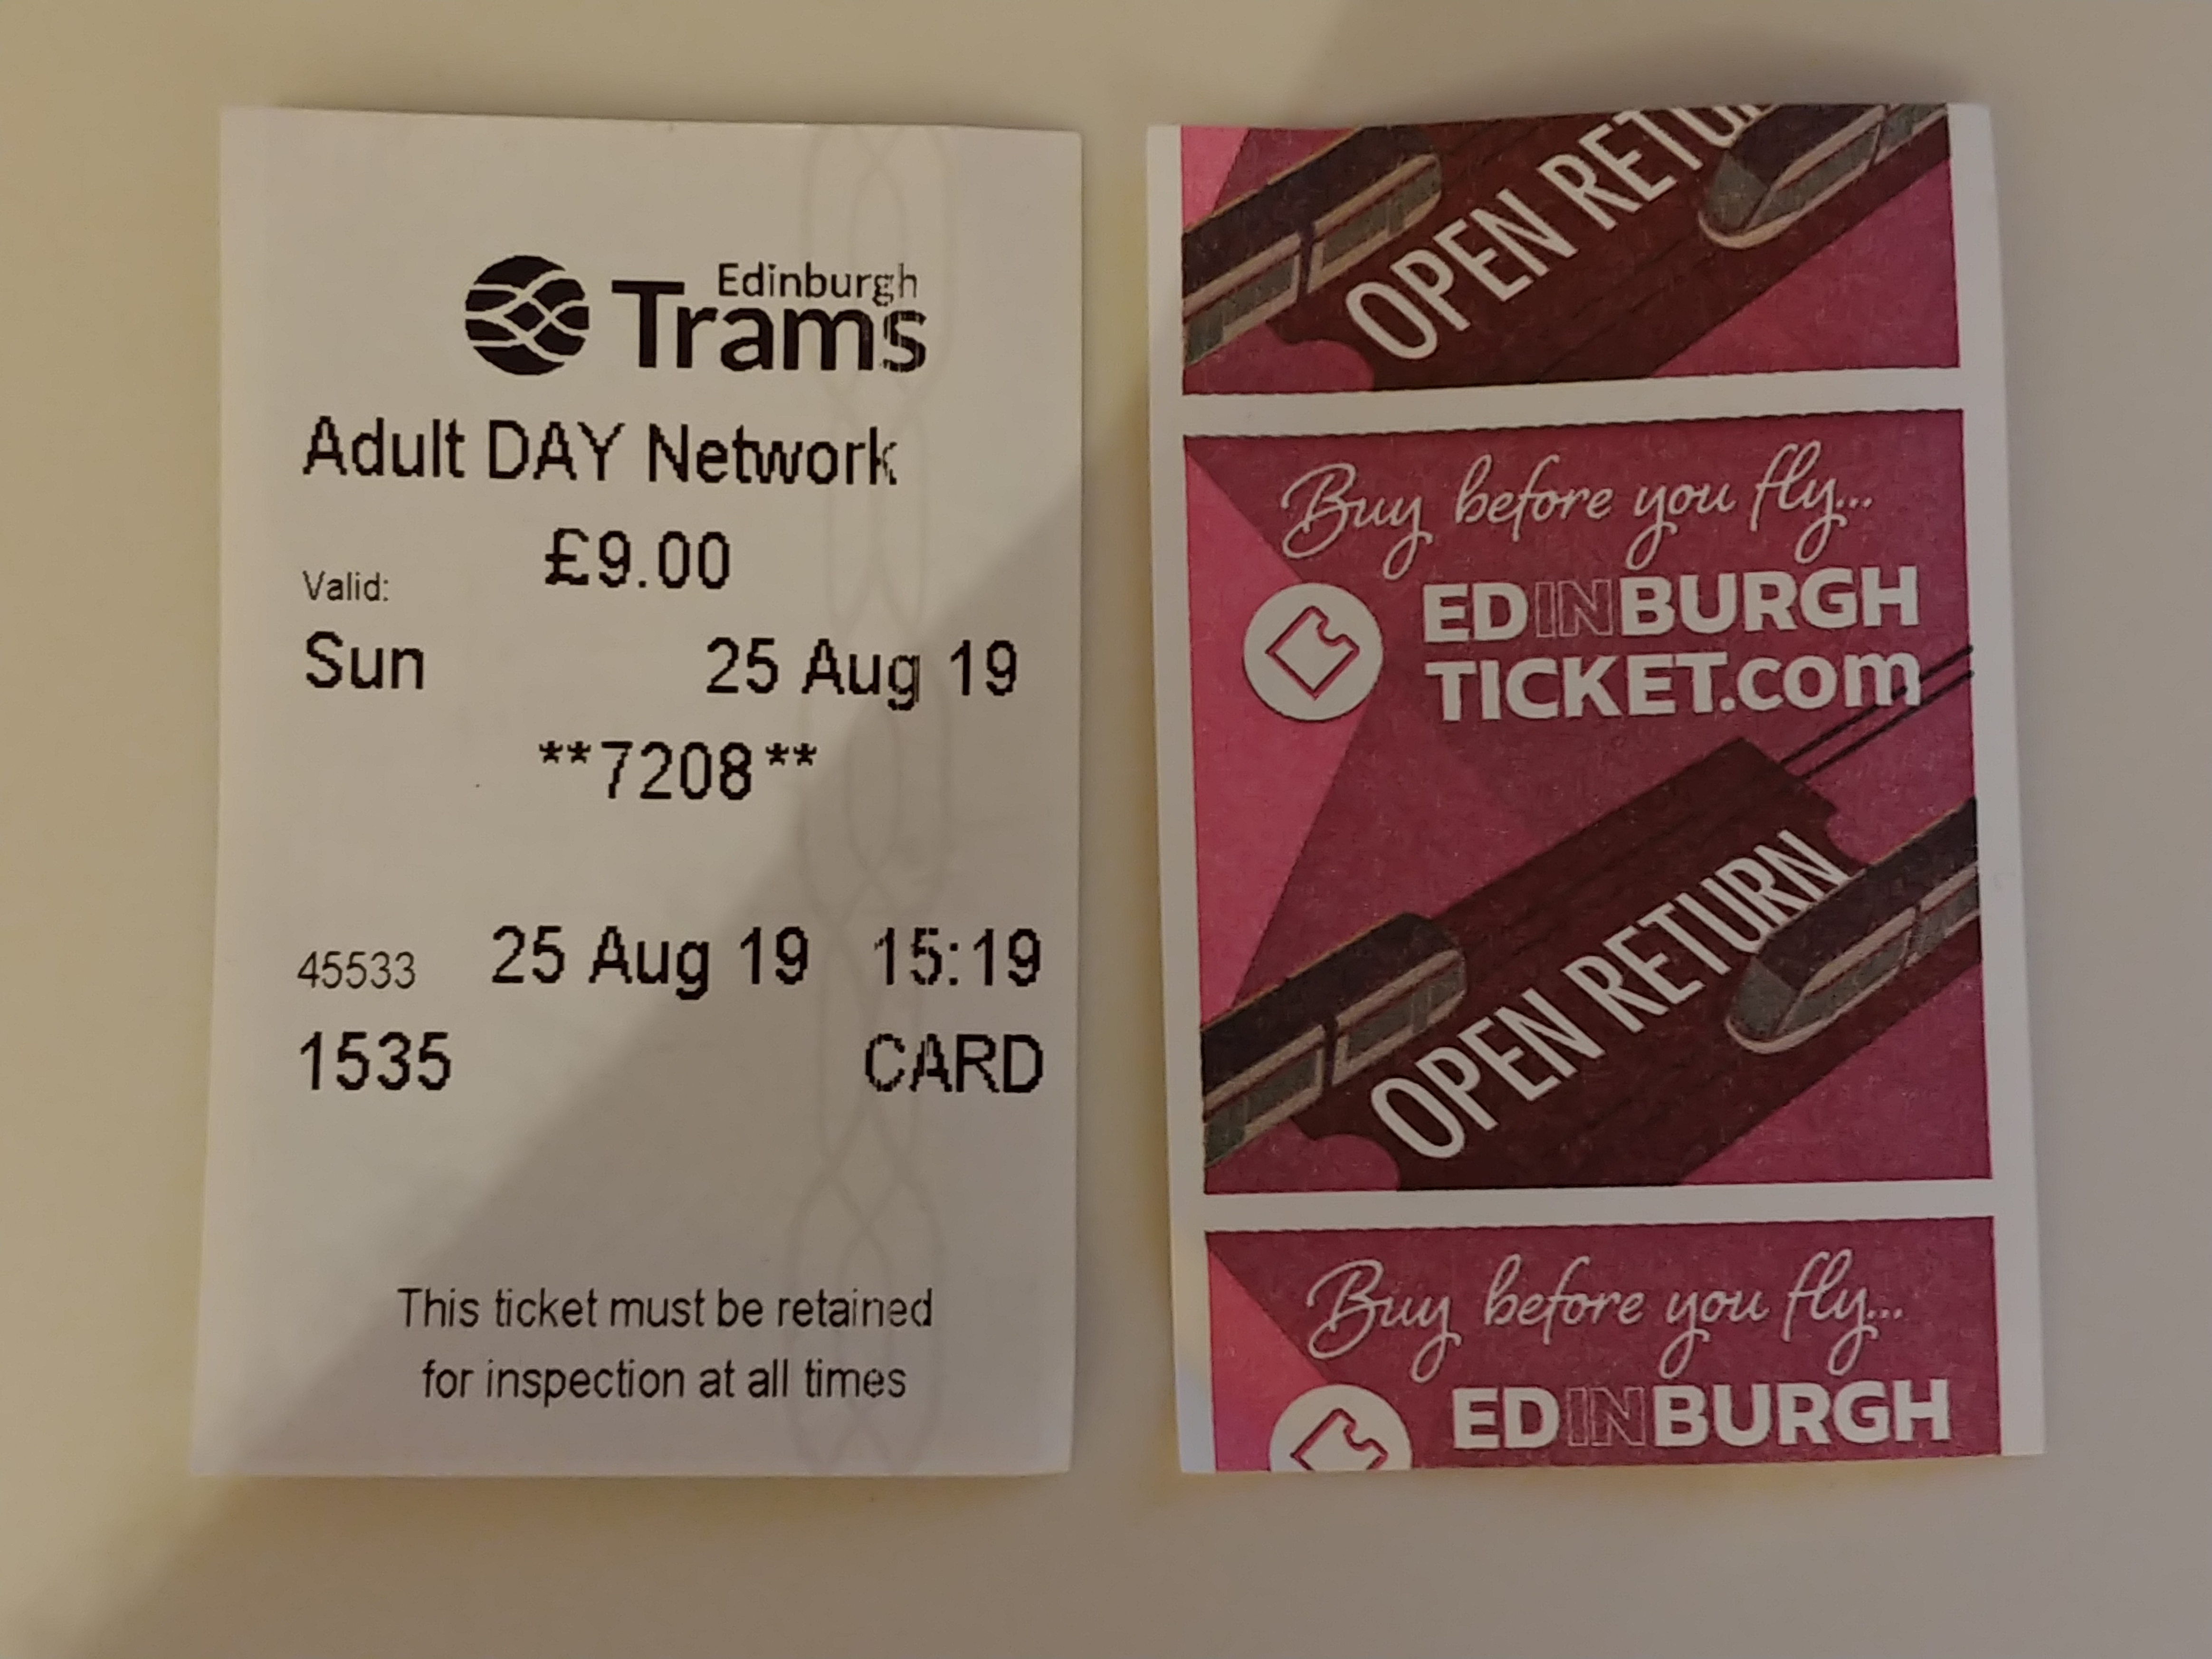 Edinburgh
Trams
Adult DAY Network
£9.00
Valid:
Sun 25 Aug 19
**7208**
45533 25 Aug 19 15:19
1535 CARD
This ticket must be retained
for inspection at all times
OPEN RETU
Buy before you fly...
EDINBURGH
TICKET.com
OPEN RETURN
Buy before you fly...
EDINBURGH